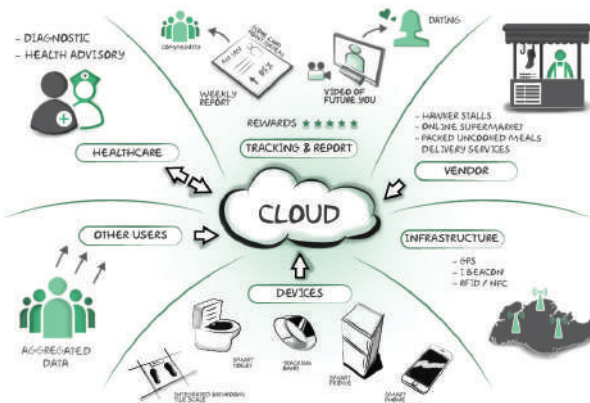 - DIAGNOSTIC
- HEALTH ADVISORY
HEALTHCARE
COMMUNITY
WEEKLY
REPORT
85%
VIDEO OF
FUTURE YOU
DATING
REWARDS
TRACKING & REPORT
- HAWKER STALLS
- ONLINE SUPERMARKET
- PACKED UNCOOKED MEALS
DELIVERY SERVICES
VENDOR
CLOUD
OTHER USERS
AGGREGATED
DATA
INFRASTRUCTURE
- GPS
- I BEACON
- RFID / NFC
DEVICES
INTEGRATED BATHROOM
TILE SCALE
SMART
TOILET
TRACKING
BAND
SMART
FRIDGE
SMART
PHONE